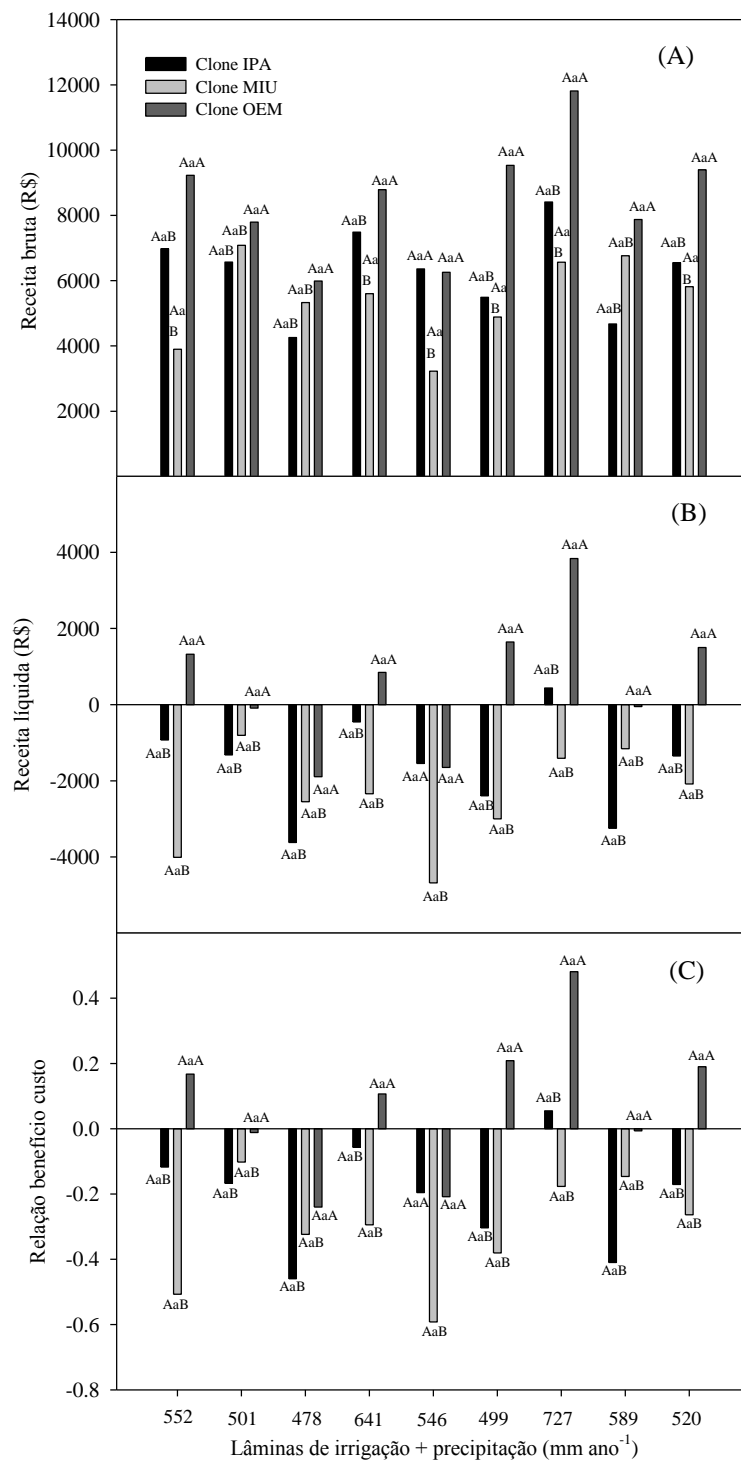 14000
12000
10000
8000
6000
4000
2000
Receita bruta (R$)
(A)
Clone IPA
Clone MIU
Clone OEM
AaB
Aa
B
AaA
AaB
AaB
AaA
AaB
AaB
AaA
AaB
Aa
B
AaA
AaA
Aa
B
AaA
AaB
Aa
B
AaA
AaB
Aa
B
AaA
AaB
AaB
AaA
AaB
Aa
B
AaA
4000
2000
0
-2000
-4000
Receita líquida (R$)
(B)
AaB
AaB
AaA
AaB
AaB
AaA
AaB
AaB
AaA
AaB
AaB
AaA
AaA
AaB
AaA
AaB
AaB
AaA
AaB
AaB
AaA
AaB
AaB
AaA
AaB
AaB
AaA
0.4
0.2
0.0
-0.2
-0.4
-0.6
-0.8
Relação benefício custo
(C)
AaB
AaB
AaA
AaB
AaB
AaA
AaB
AaB
AaA
AaB
AaB
AaA
AaA
AaB
AaA
AaB
AaB
AaA
AaB
AaB
AaA
AaB
AaB
AaA
AaB
AaB
AaA
552 501 478 641 546 499 727 589 520
Lâminas de irrigação + precipitação (mm ano⁻¹)